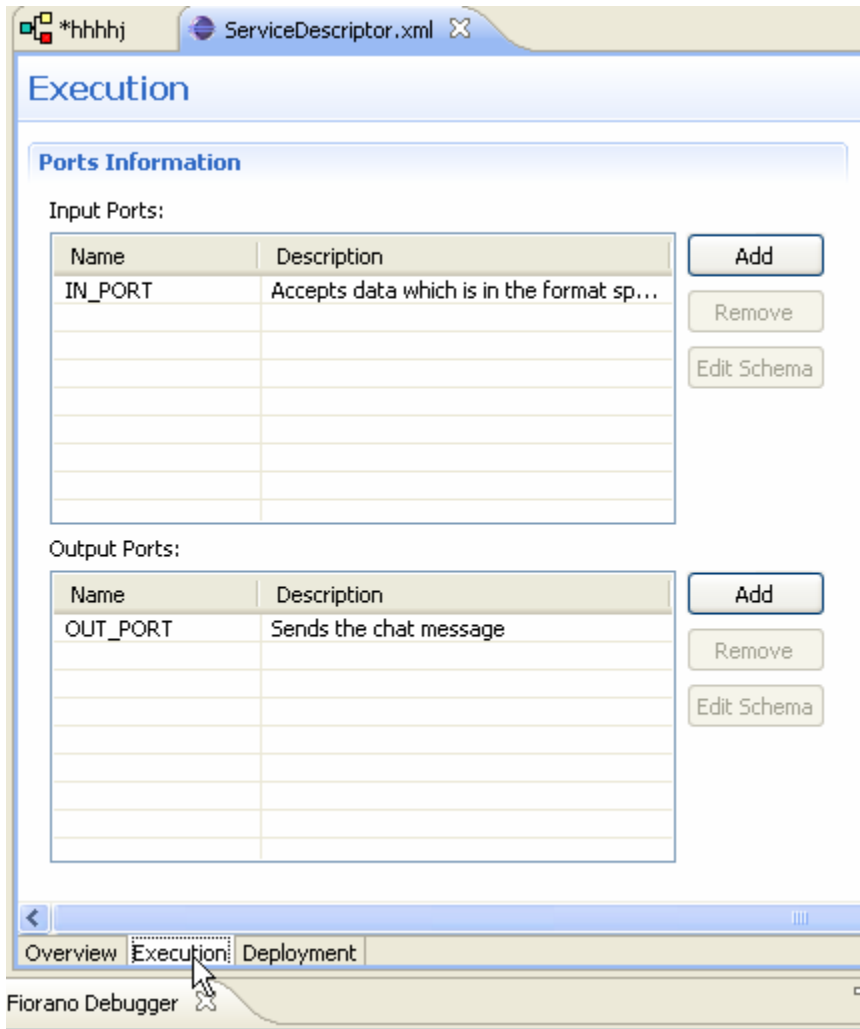 *hhhhj ServiceDescriptor.xml
Execution
Ports Information
Input Ports:
Name Description Add
IN_PORT Accepts data which is in the format sp...
Remove
Edit Schema
Output Ports:
Name Description Add
OUT_PORT Sends the chat message
Remove
Edit Schema
Overview Execution Deployment
Fiorano Debugger